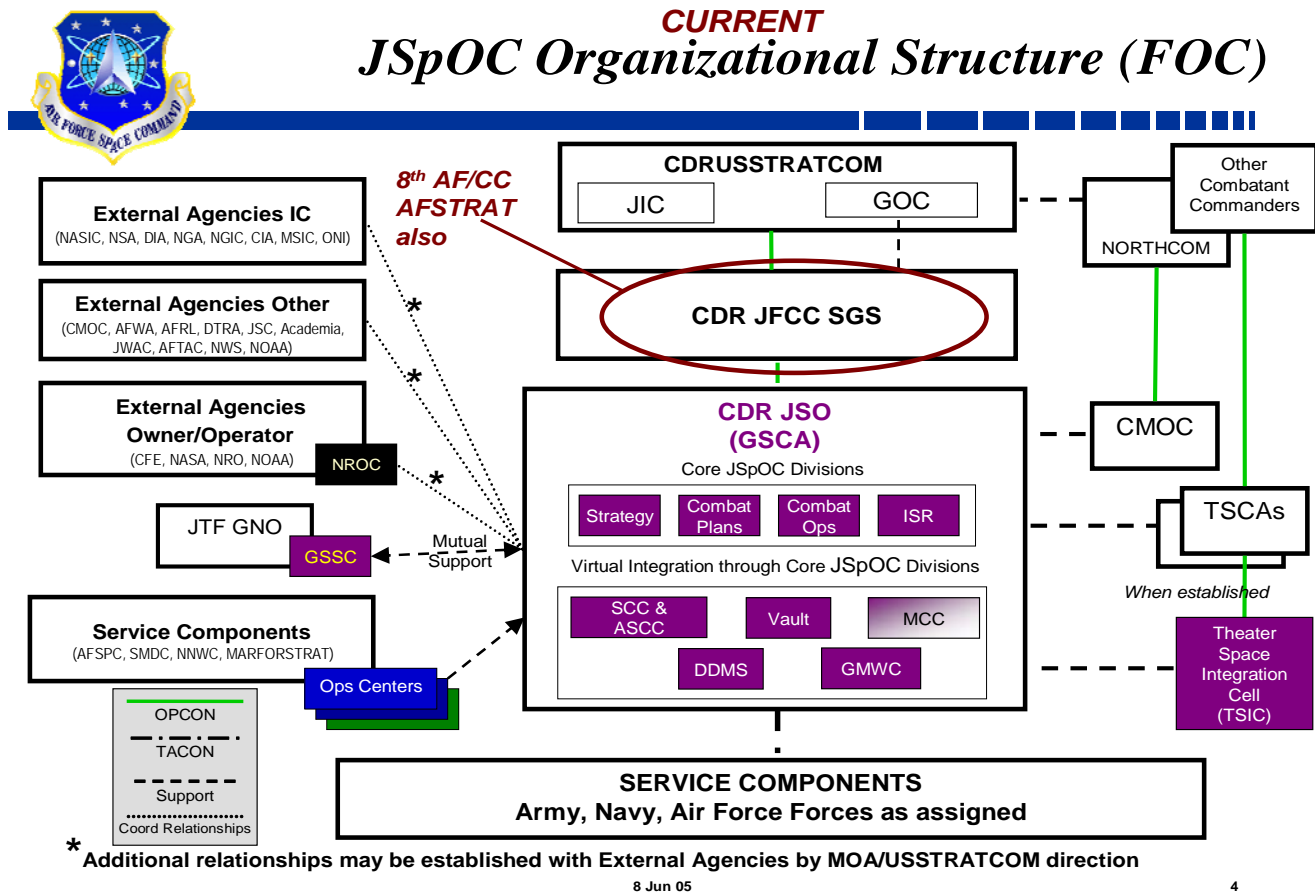 CURRENT
JSpOC Organizational Structure (FOC)
AIR FORCE SPACE COMMAND
External Agencies IC
(NASIC, NSA, DIA, NGA, NGIC, CIA, MSIC, ONI)
External Agencies Other
(CMOC, AFWA, AFRL, DTRA, JSC, Academia,
JWAC, AFTAC, NWS, NOAA)
External Agencies
Owner/Operator
(CFE, NASA, NRO, NOAA)
NROC
JTF GNO
GSSC
Mutual
Support
Service Components
(AFSPC, SMDC, NNWC, MARFORSTRAT)
Ops Centers
OPCON
TACON
Support
Coord Relationships
8th AF/CC
AFSTRAT
also
*
*
*
CDRUSSTRATCOM
JIC
GOC
CDR JFCC SGS
CDR JSO
(GSCA)
Core JSpOC Divisions
Strategy
Combat
Plans
Combat
Ops
ISR
Virtual Integration through Core JSpOC Divisions
SCC &
ASCC
Vault
MCC
DDMS
GMWC
SERVICE COMPONENTS
Army, Navy, Air Force Forces as assigned
Other
Combatant
Commanders
NORTHCOM
CMOC
TSCAs
When established
Theater
Space
Integration
Cell
(TSIC)
*Additional relationships may be established with External Agencies by MOA/USSTRATCOM direction
8 Jun 05
4